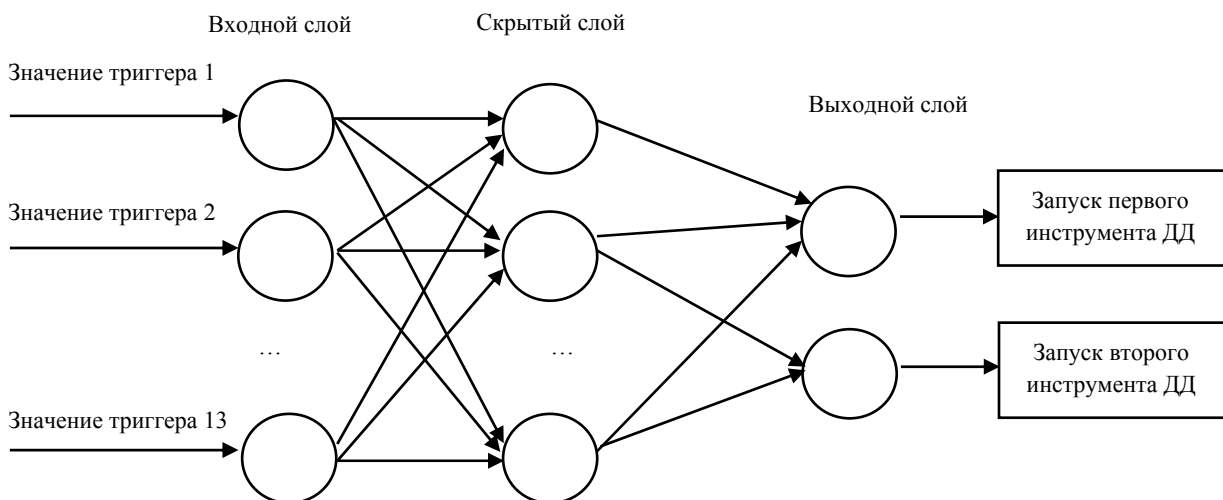 Входной слой
Скрытый слой
Значение триггера 1
Выходной слой
Значение триггера 2
Запуск первого
инструмента ДД
…
…
Запуск второго
инструмента ДД
Значение триггера 13